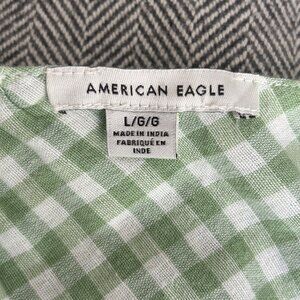 AMERICAN EAGLE
L/G/G
MADE IN INDIA
FABRIQUÉ EN
INDE